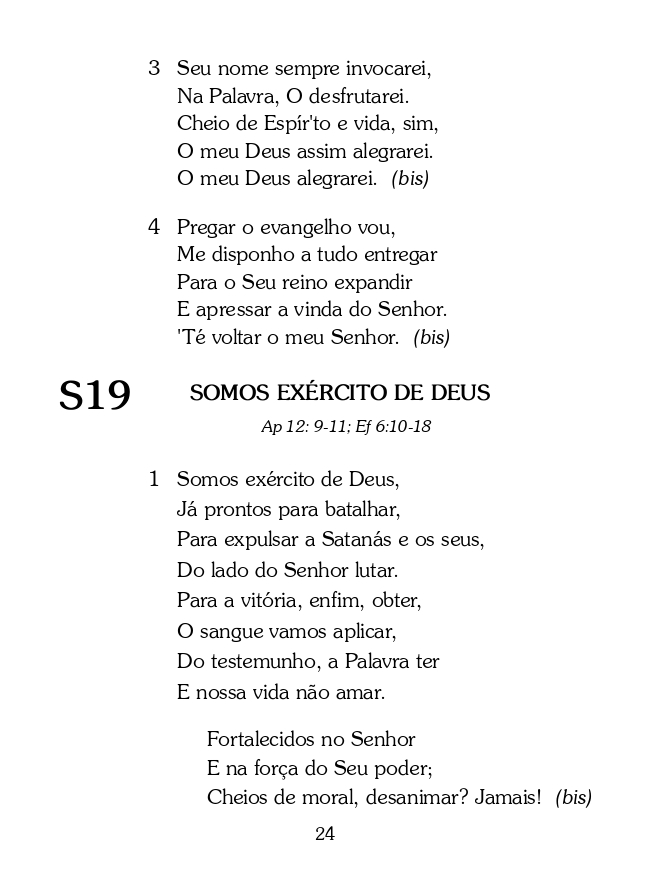 3 Seu nome sempre invocarei,
Na Palavra, O desfrutarei.
Cheio de Espír'to e vida, sim,
O meu Deus assim alegrarei.
O meu Deus alegrarei. (bis)
4 Pregar o evangelho vou,
Me disponho a tudo entregar
Para o Seu reino expandir
E apressar a vinda do Senhor.
'Té voltar o meu Senhor. (bis)
S19 SOMOS EXÉRCITO DE DEUS
Ap 12: 9-11; Ef 6:10-18
1 Somos exército de Deus,
Já prontos para batalhar,
Para expulsar a Satanás e os seus,
Do lado do Senhor lutar.
Para a vitória, enfim, obter,
O sangue vamos aplicar,
Do testemunho, a Palavra ter
E nossa vida não amar.
Fortalecidos no Senhor
E na força do Seu poder;
Cheios de moral, desanimar? Jamais! (bis)
24